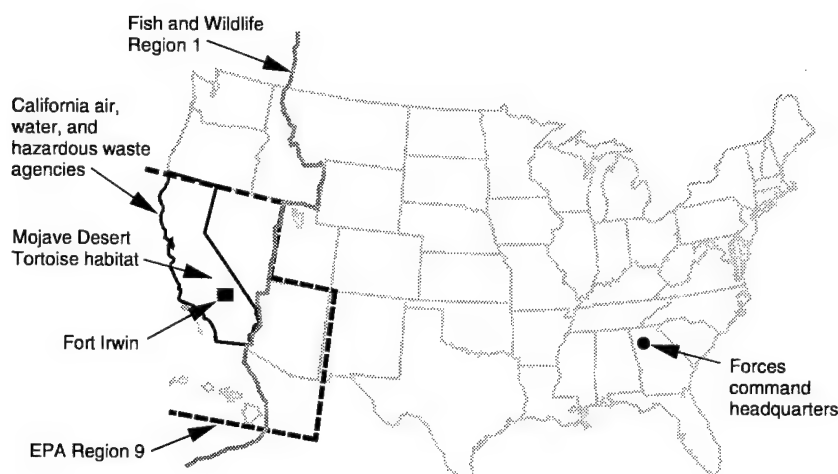 Fish and Wildlife
Region 1
California air,
water, and
hazardous waste
agencies
Mojave Desert
Tortoise habitat
Fort Irwin
Forces
command
headquarters
EPA Region 9